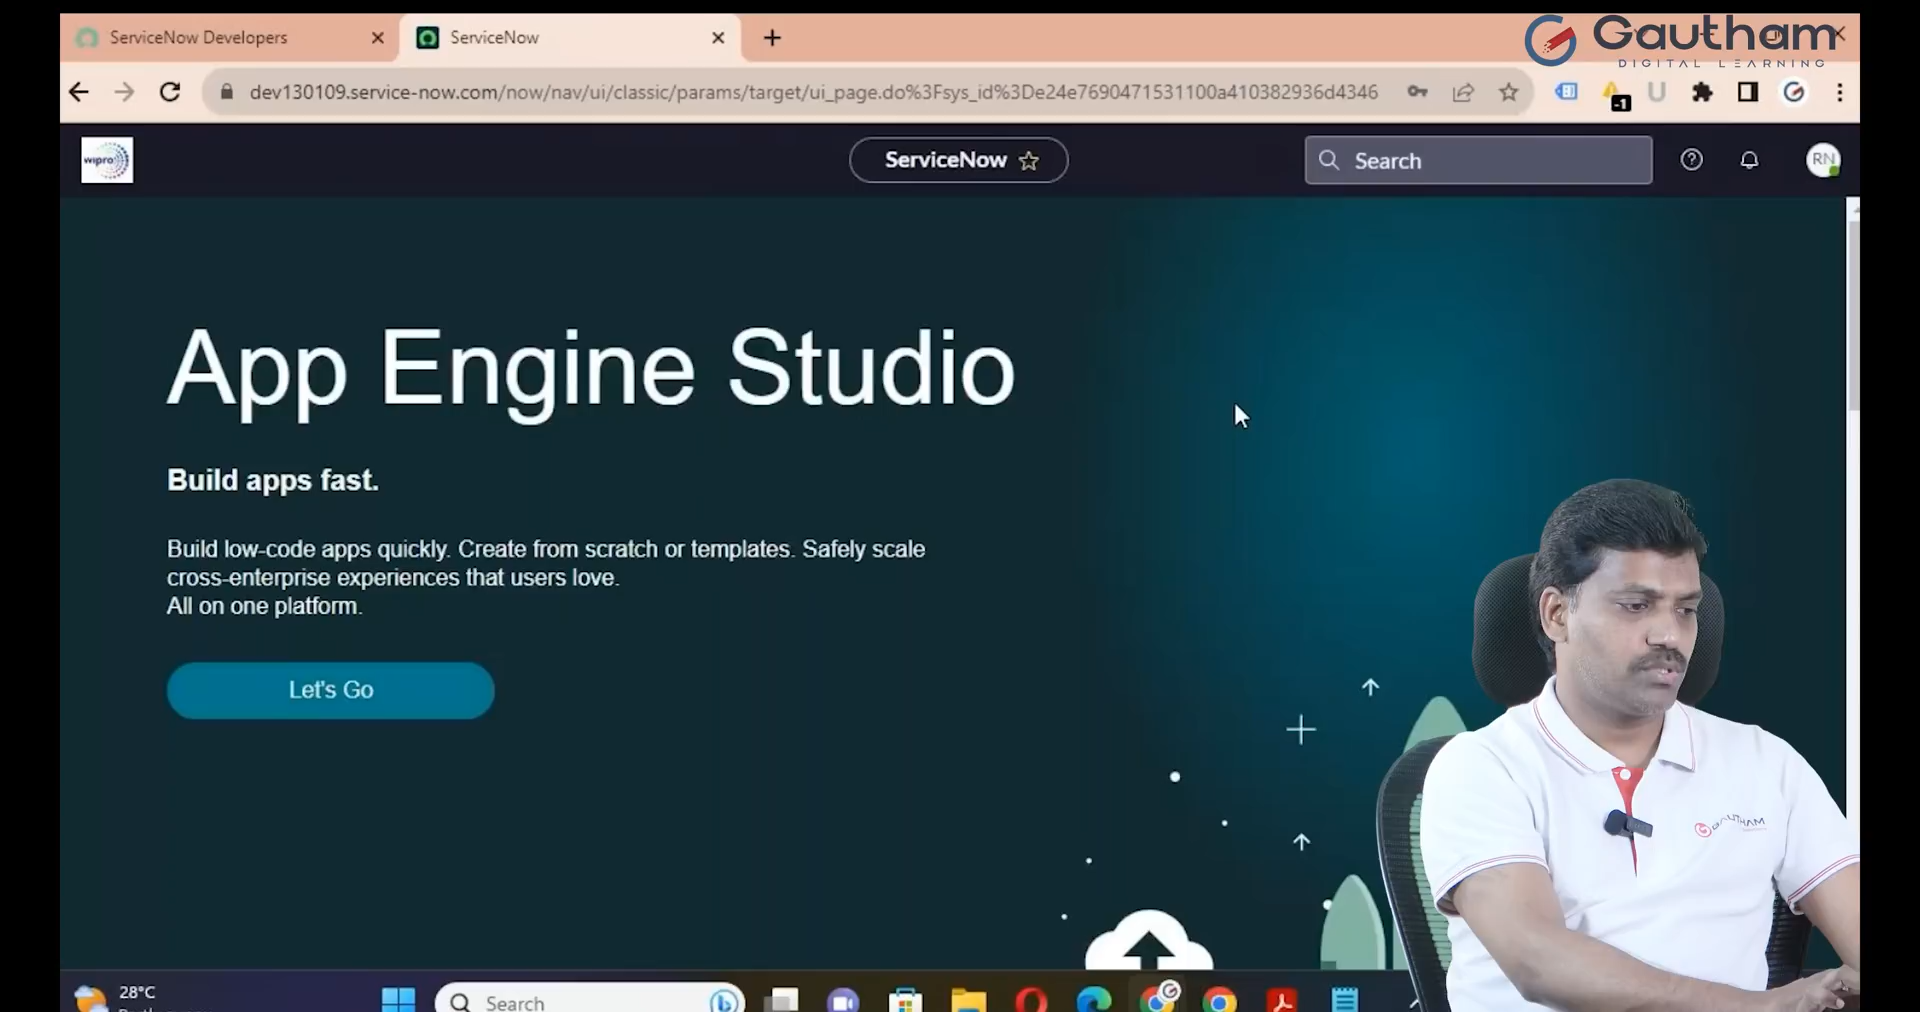 ServiceNow Developers
ServiceNow
Gautham
DIGITAL LEARNING
dev130109.service-now.com/now/nav/ui/classic/params/target/ui_page.do%3Fsys_id%3De24e7690471531100a410382936d4346
-1
wipro
ServiceNow
Search
RN
App Engine Studio
Build apps fast.
Build low-code apps quickly. Create from scratch or templates. Safely scale
cross-enterprise experiences that users love.
All on one platform.
Let's Go
GAUTHAM
28°C
Search